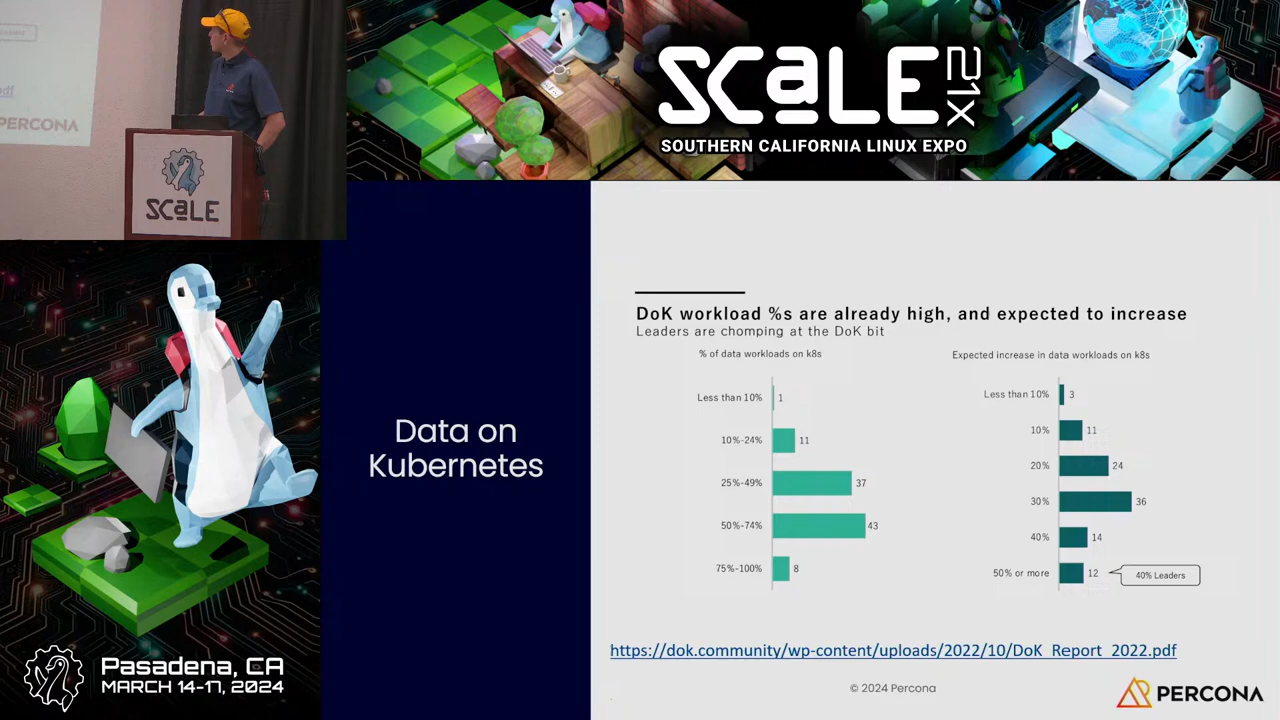 df
PERCONA
SCaLE
SCaLE 21X
SOUTHERN CALIFORNIA LINUX EXPO
Data on
Kubernetes
DoK workload %s are already high, and expected to increase
Leaders are chomping at the DoK bit
% of data workloads on k8s
Less than 10% 1
10%-24% 11
25%-49% 37
50%-74% 43
75%-100% 8
Expected increase in data workloads on k8s
Less than 10% 3
10% 11
20% 24
30% 36
40% 14
50% or more 12 40% Leaders
https://dok.community/wp-content/uploads/2022/10/DoK_Report_2022.pdf
© 2024 Percona
PERCONA
Pasadena, CA
MARCH 14-17, 2024